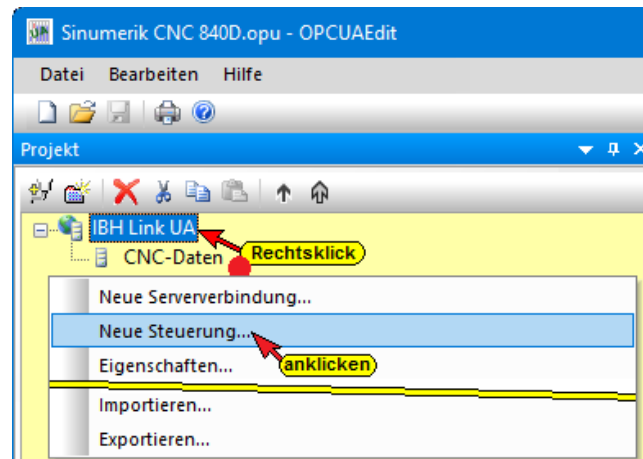 Sinumerik CNC 840D.opu - OPCUAEdit
Datei Bearbeiten Hilfe
Projekt
IBH Link UA
CNC-Daten
Rechtsklick
Neue Serververbindung...
Neue Steuerung...
Eigenschaften...
anklicken
Importieren...
Exportieren...